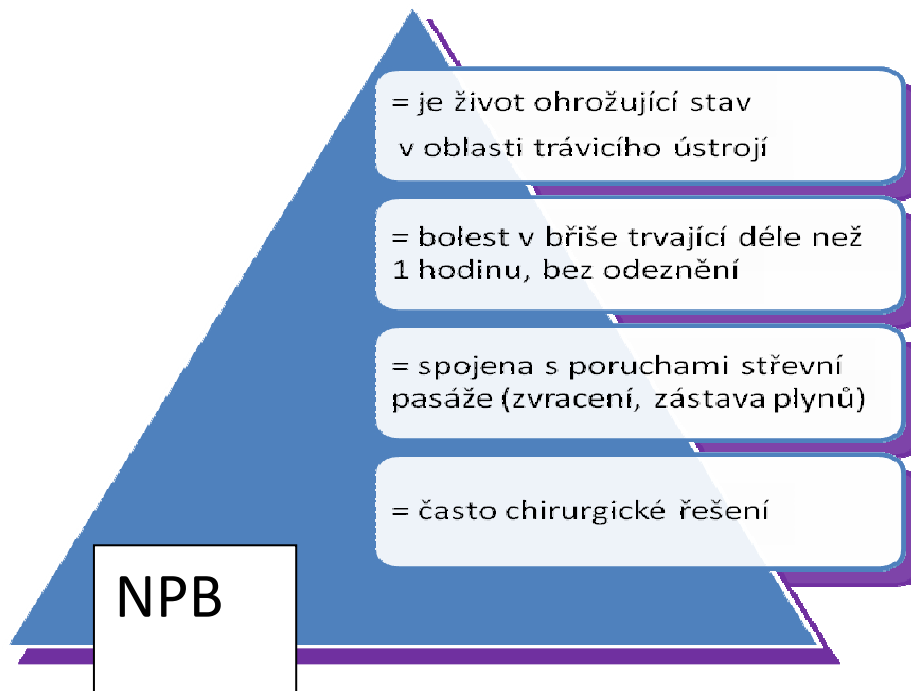 = je život ohrožující stav
v oblasti trávicího ústrojí
= bolest v břiše trvající déle než
1 hodinu, bez odeznění
= spojena s poruchami střevní
pasáže (zvracení, zástava plynů)
= často chirurgické řešení
NPB